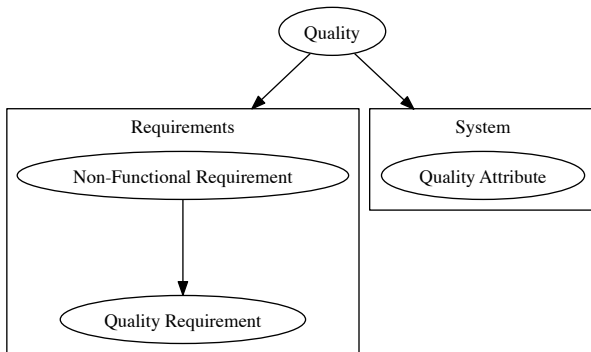 Quality
Requirements
System
Non-Functional Requirement
Quality Attribute
Quality Requirement